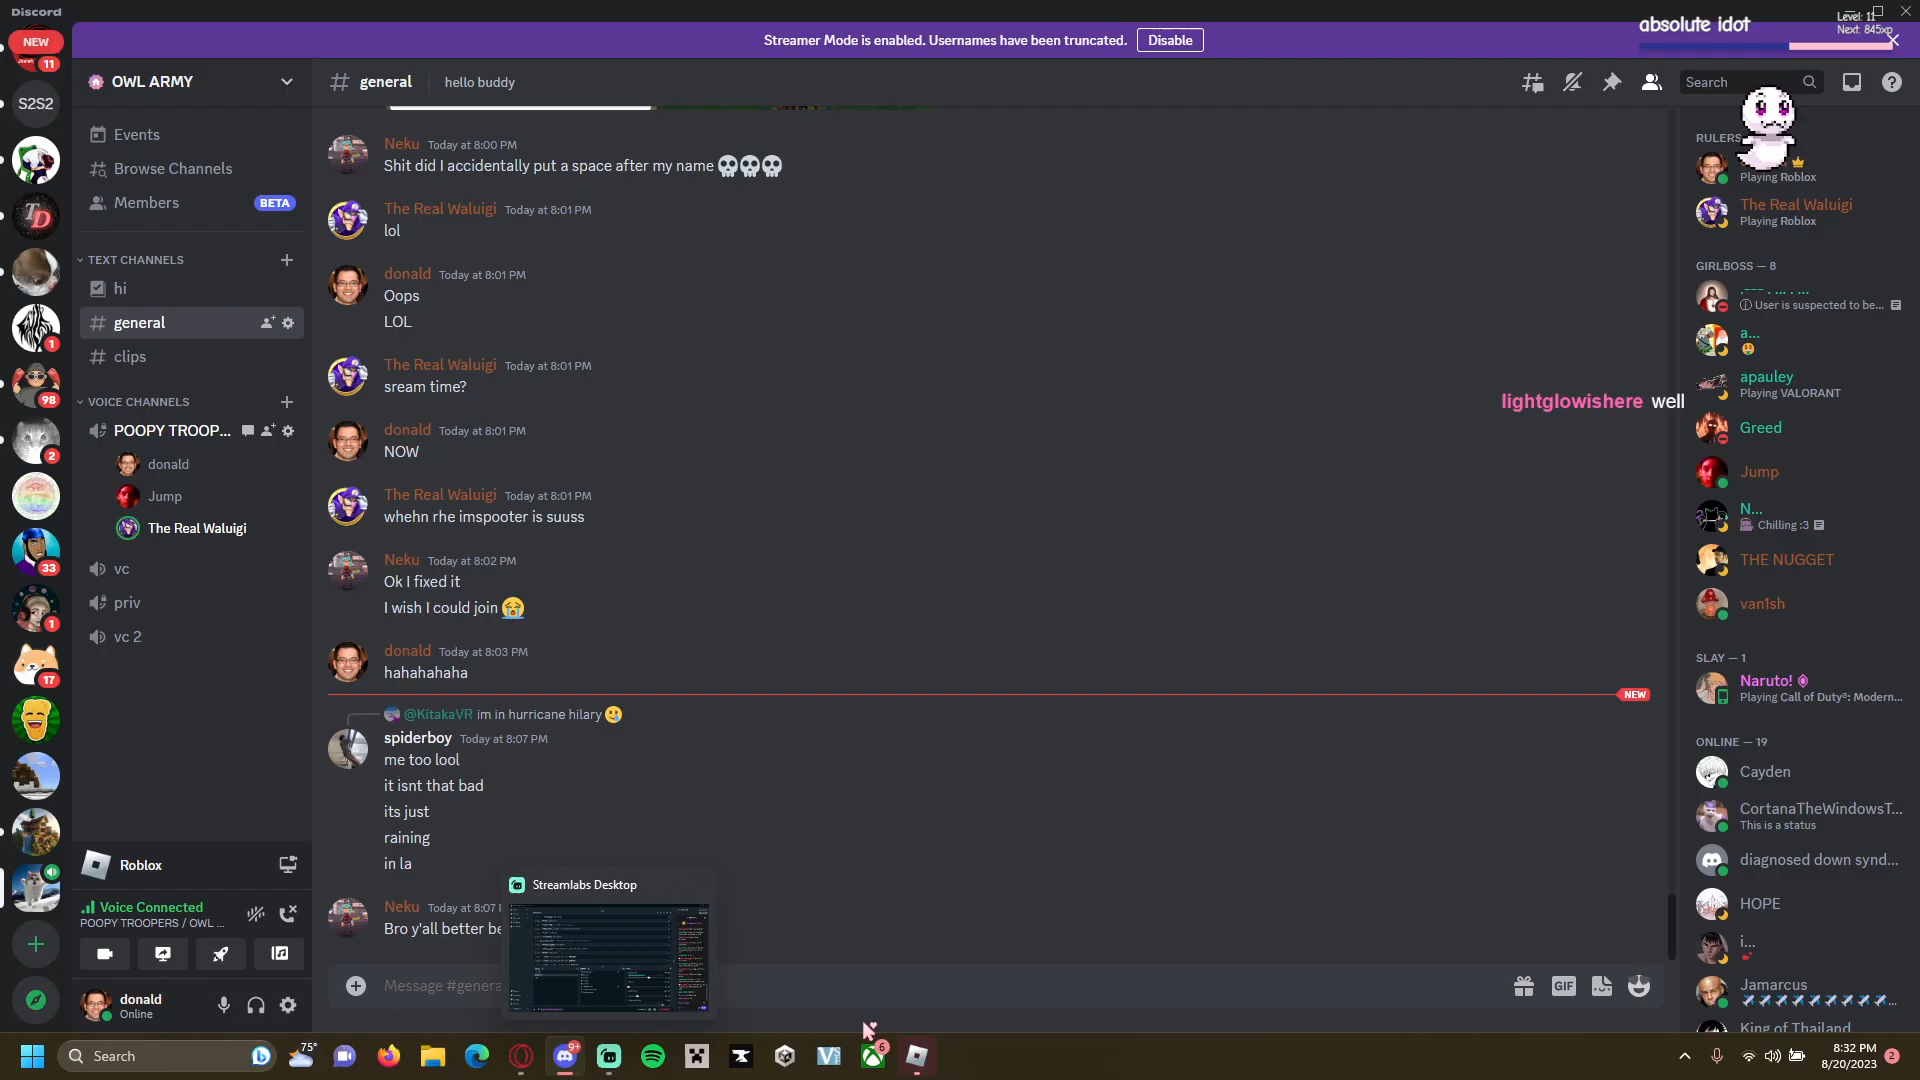 Discord
absolute idot
Level: 11
Next: 845xp
NEW
Streamer Mode is enabled. Usernames have been truncated.
Disable
11
OWL ARMY
general
hello buddy
Search
S2S2
Events
Browse Channels
Members
BETA
TEXT CHANNELS
hi
general
clips
1
98
VOICE CHANNELS
POOPY TROOP...
donald
Jump
The Real Waluigi
2
vc
33
priv
1
vc 2
17
Neku Today at 8:00 PM
Shit did I accidentally put a space after my name
The Real Waluigi Today at 8:01 PM
lol
donald Today at 8:01 PM
Oops
LOL
The Real Waluigi Today at 8:01 PM
sream time?
donald Today at 8:01 PM
NOW
The Real Waluigi Today at 8:01 PM
whehn rhe imspooter is suuss
Neku Today at 8:02 PM
Ok I fixed it
I wish I could join
donald Today at 8:03 PM
hahahahaha
NEW
@KitakaVR im in hurricane hilary
spiderboy Today at 8:07 PM
me too lool
it isnt that bad
its just
raining
in la
Neku Today at 8:07
Bro y'all better be
Streamlabs Desktop
Message #genera
GIF
lightglowishere well
RULERS
Playing Roblox
The Real Waluigi
Playing Roblox
GIRLBOSS — 8
.--- . ... . ...
User is suspected to be...
a...
apauley
Playing VALORANT
Greed
Jump
N...
Chilling :3
THE NUGGET
van1sh
SLAY — 1
Naruto!
Playing Call of Duty®: Modern...
ONLINE — 19
Cayden
CortanaTheWindowsT...
This is a status
diagnosed down synd...
HOPE
i...
Jamarcus
King of Thailand
Roblox
Voice Connected
POOPY TROOPERS / OWL ...
donald
Online
Search
75°
9+
6
8:32 PM
8/20/2023
2